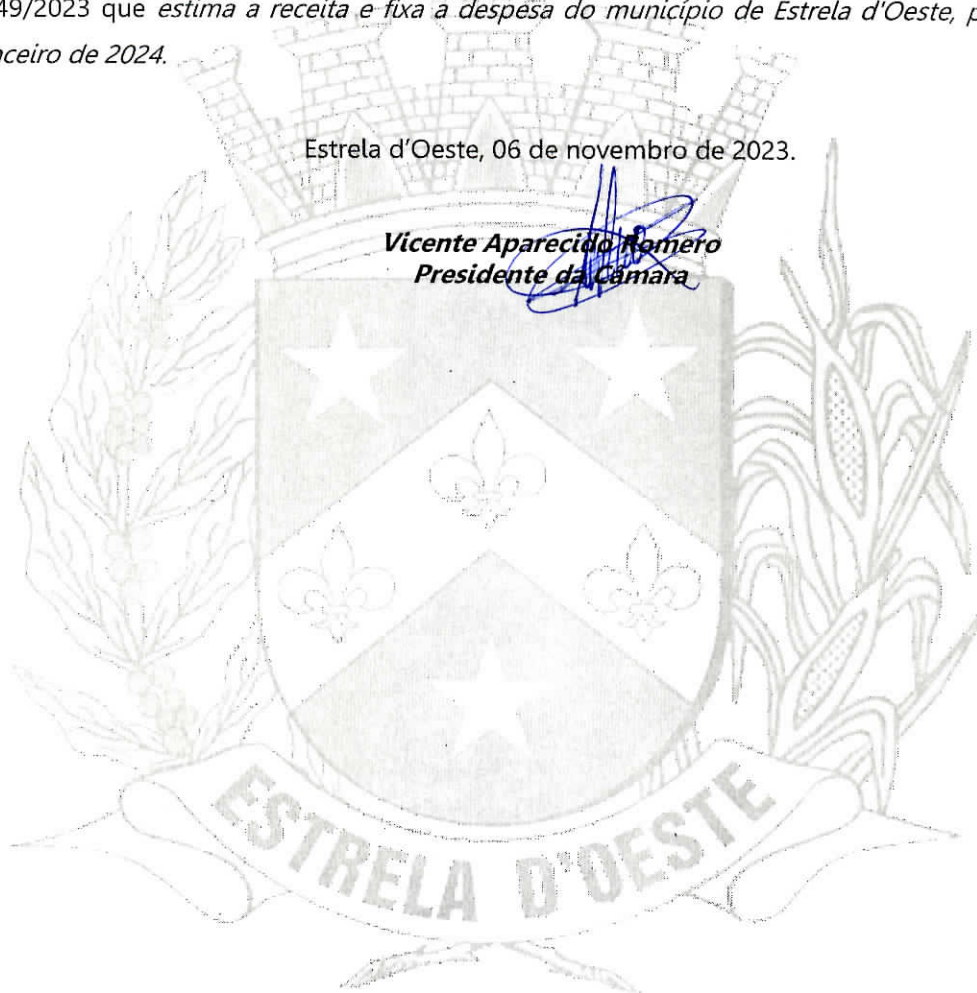 49/2023 que estima a receita e fixa a despesa do município de Estrela d'Oeste, p
nceiro de 2024.
Estrela d'Oeste, 06 de novembro de 2023.
Vicente Aparecido Romero
Presidente da Câmara
ESTRELA D'OESTE